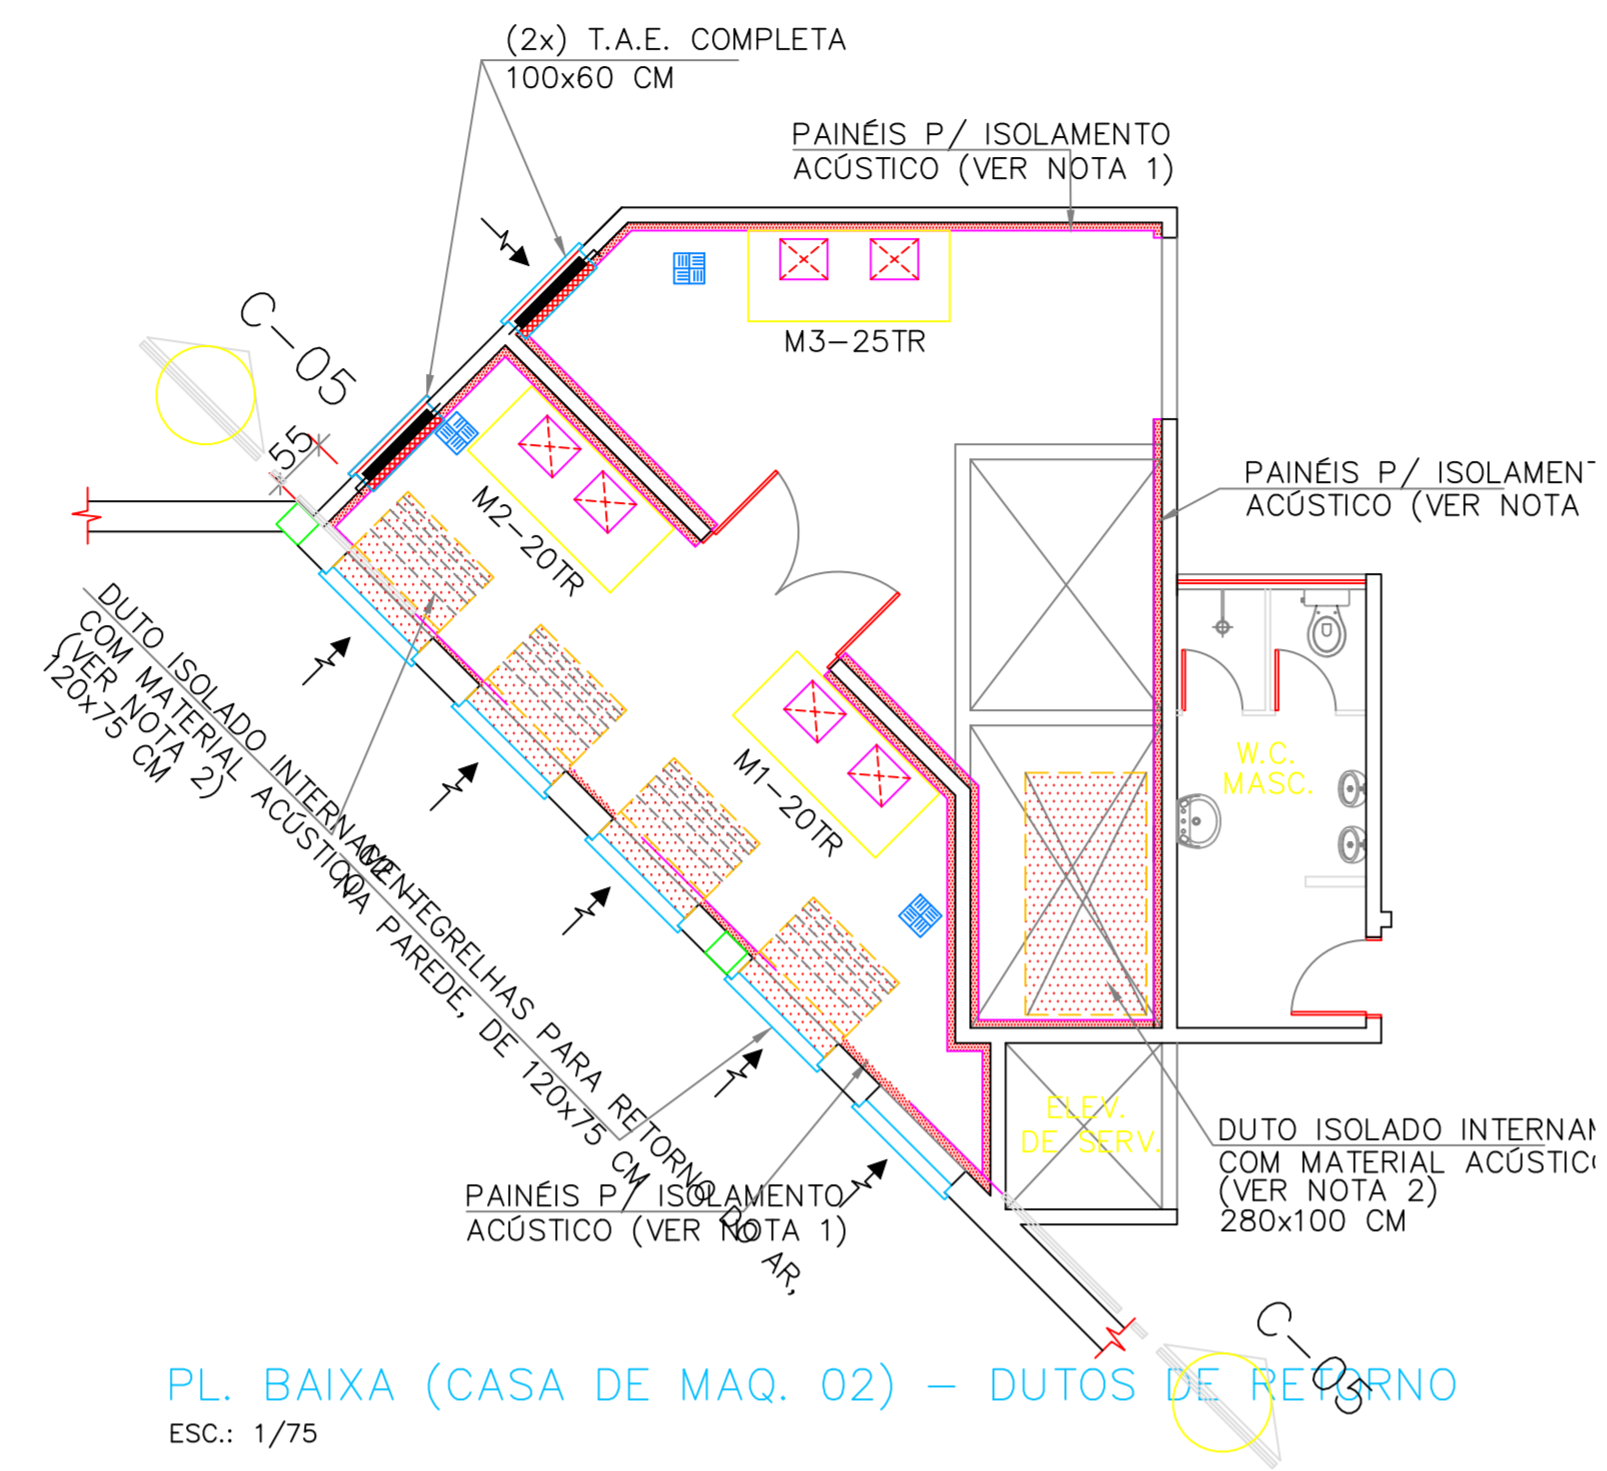 (2x) T.A.E. COMPLETA
100x60 CM
PAINÉIS P/ ISOLAMENTO
ACÚSTICO (VER NOTA 1)
C-05
55
M3-25TR
M2-20TR
PAINÉIS P/ ISOLAMENT
ACÚSTICO (VER NOTA
DUTO ISOLADO INTERNAMENTE
COM MATERIAL ACÚSTICO
(VER NOTA 2)
120x75 CM
M1-20TR
W.C.
MASC.
GRELHAS PARA RETORNO DO AR,
NA PAREDE, DE 120x75 CM
ELEV.
DE SERV.
DUTO ISOLADO INTERNAM
COM MATERIAL ACÚSTICO
(VER NOTA 2)
280x100 CM
PAINÉIS P/ ISOLAMENTO
ACÚSTICO (VER NOTA 1)
C-05
PL. BAIXA (CASA DE MAQ. 02) - DUTOS DE RETORNO
ESC.: 1/75